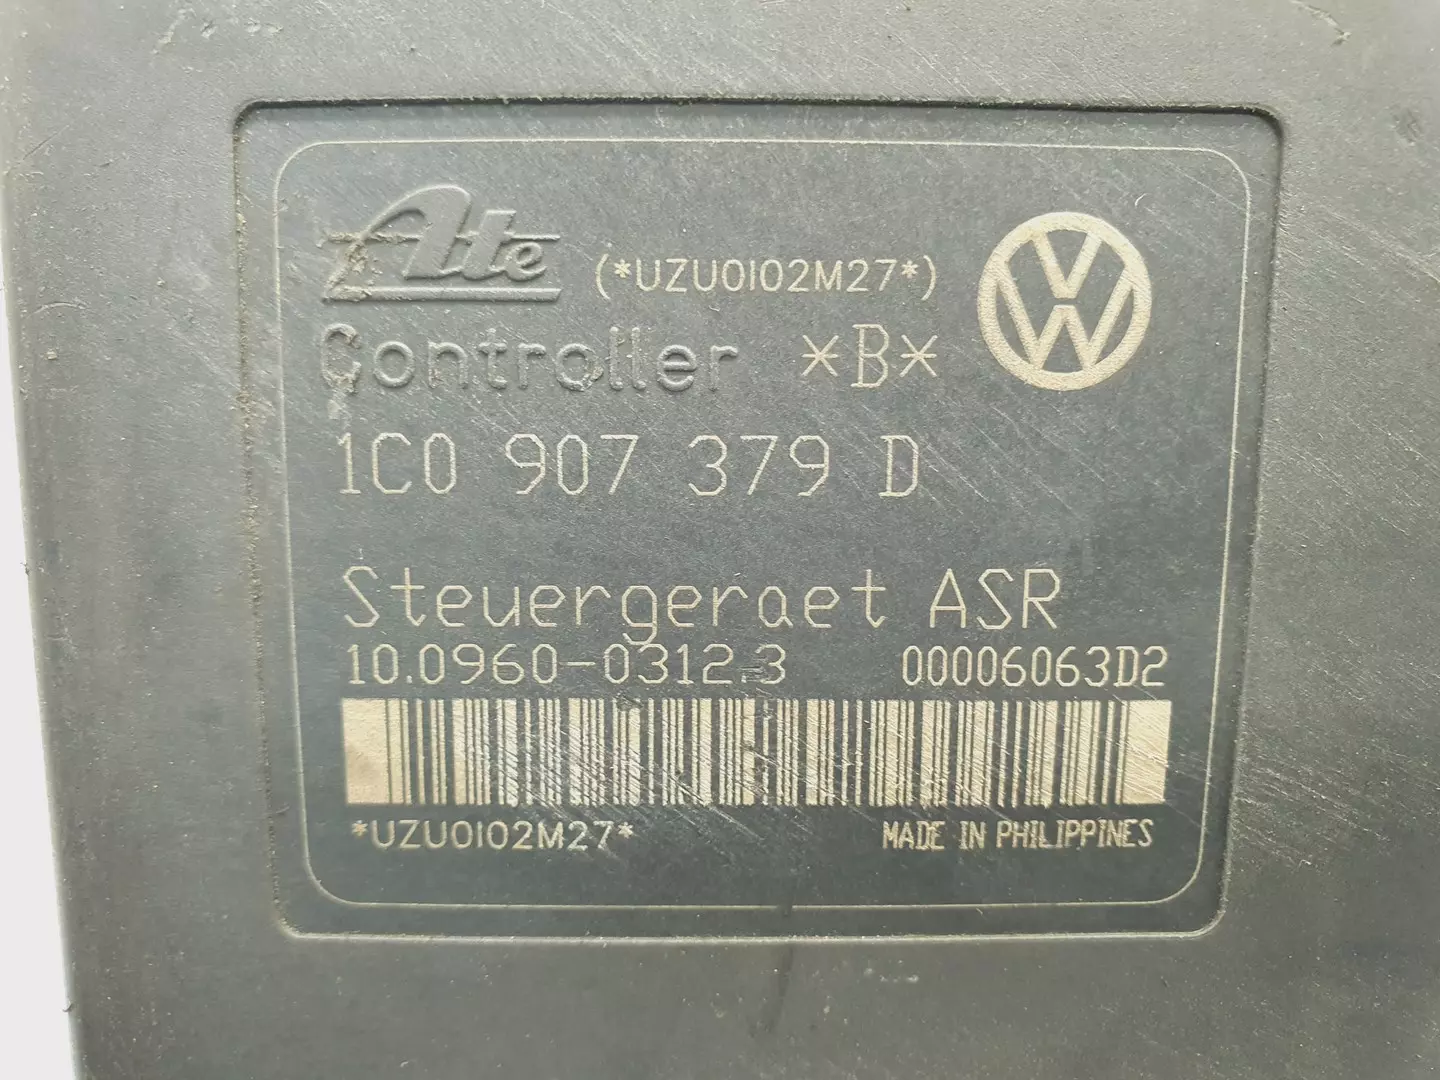 Ate (*UZU0I02M27*)
Controller *B*
1C0 907 379 D
Steuergeraet ASR
10.0960-0312.3 00006063D2
*UZU0I02M27* MADE IN PHILIPPINES